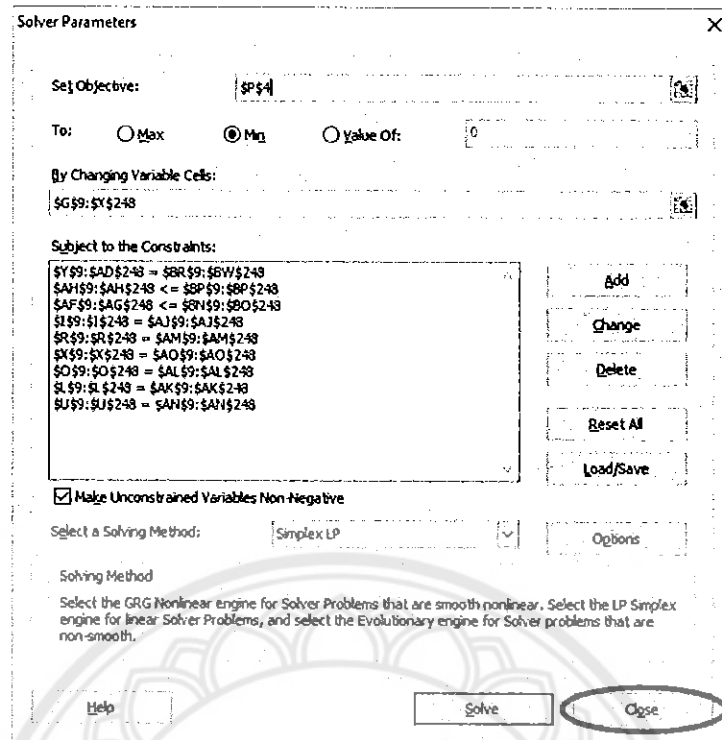 Solver Parameters
Set Objective: $P$4
To: Max Min Value Of: 0
By Changing Variable Cells:
$G$9:$X$248
Subject to the Constraints:
$Y$9:$AD$248 = $BR$9:$BW$248
$AH$9:$AH$248 <= $BP$9:$BP$248
$AF$9:$AG$248 <= $BN$9:$BO$248
$I$9:$I$248 = $AJ$9:$AJ$248
$R$9:$R$248 = $AM$9:$AM$248
$X$9:$X$248 = $AO$9:$AO$248
$O$9:$O$248 = $AL$9:$AL$248
$L$9:$L$248 = $AK$9:$AK$248
$U$9:$U$248 = $AN$9:$AN$248
Add
Change
Delete
Reset All
Load/Save
Make Unconstrained Variables Non-Negative
Select a Solving Method: Simplex LP Options
Solving Method
Select the GRG Nonlinear engine for Solver Problems that are smooth nonlinear. Select the LP Simplex
engine for linear Solver Problems, and select the Evolutionary engine for Solver problems that are
non-smooth.
Help Solve Close